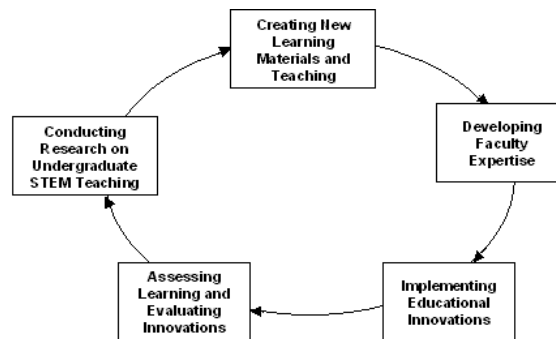 Creating New
Learning
Materials and
Teaching
Developing
Faculty
Expertise
Implementing
Educational
Innovations
Assessing
Learning and
Evaluating
Innovations
Conducting
Research on
Undergraduate
STEM Teaching